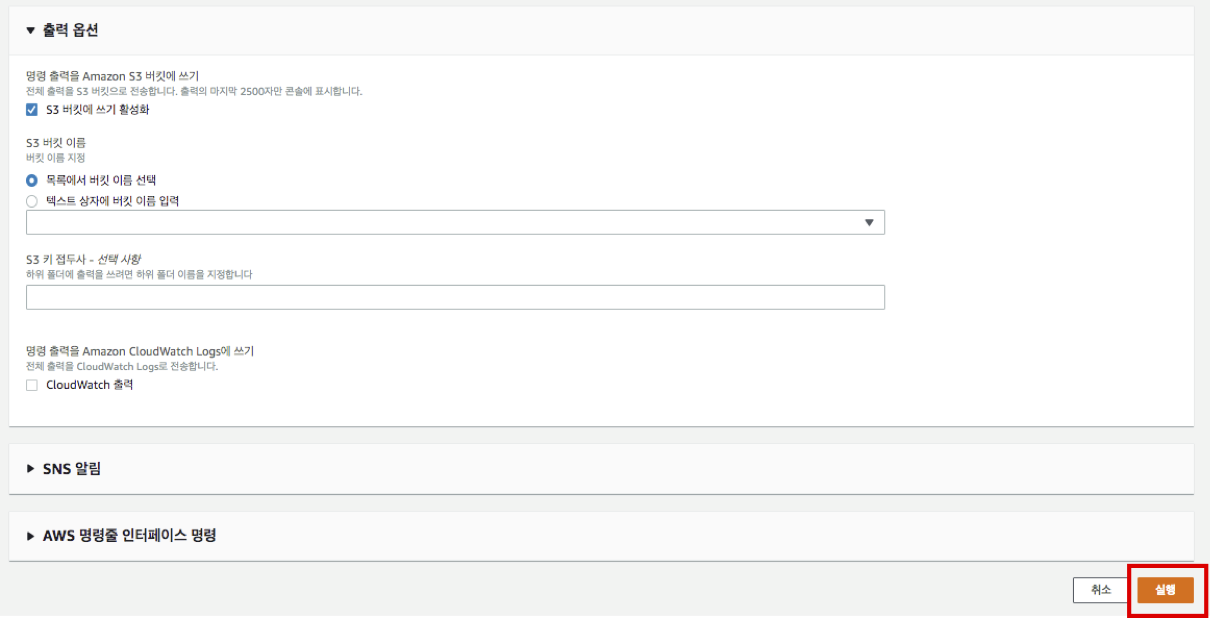 출력 옵션
명령 출력을 Amazon S3 버킷에 쓰기
전체 출력을 S3 버킷으로 전송합니다. 출력의 마지막 2500자만 콘솔에 표시합니다.
S3 버킷에 쓰기 활성화
S3 버킷 이름
버킷 이름 지정
목록에서 버킷 이름 선택
텍스트 상자에 버킷 이름 입력
S3 키 접두사 - 선택 사항
하위 폴더에 출력을 쓰려면 하위 폴더 이름을 지정합니다
명령 출력을 Amazon CloudWatch Logs에 쓰기
전체 출력을 CloudWatch Logs로 전송합니다.
CloudWatch 출력
SNS 알림
AWS 명령줄 인터페이스 명령
취소 실행